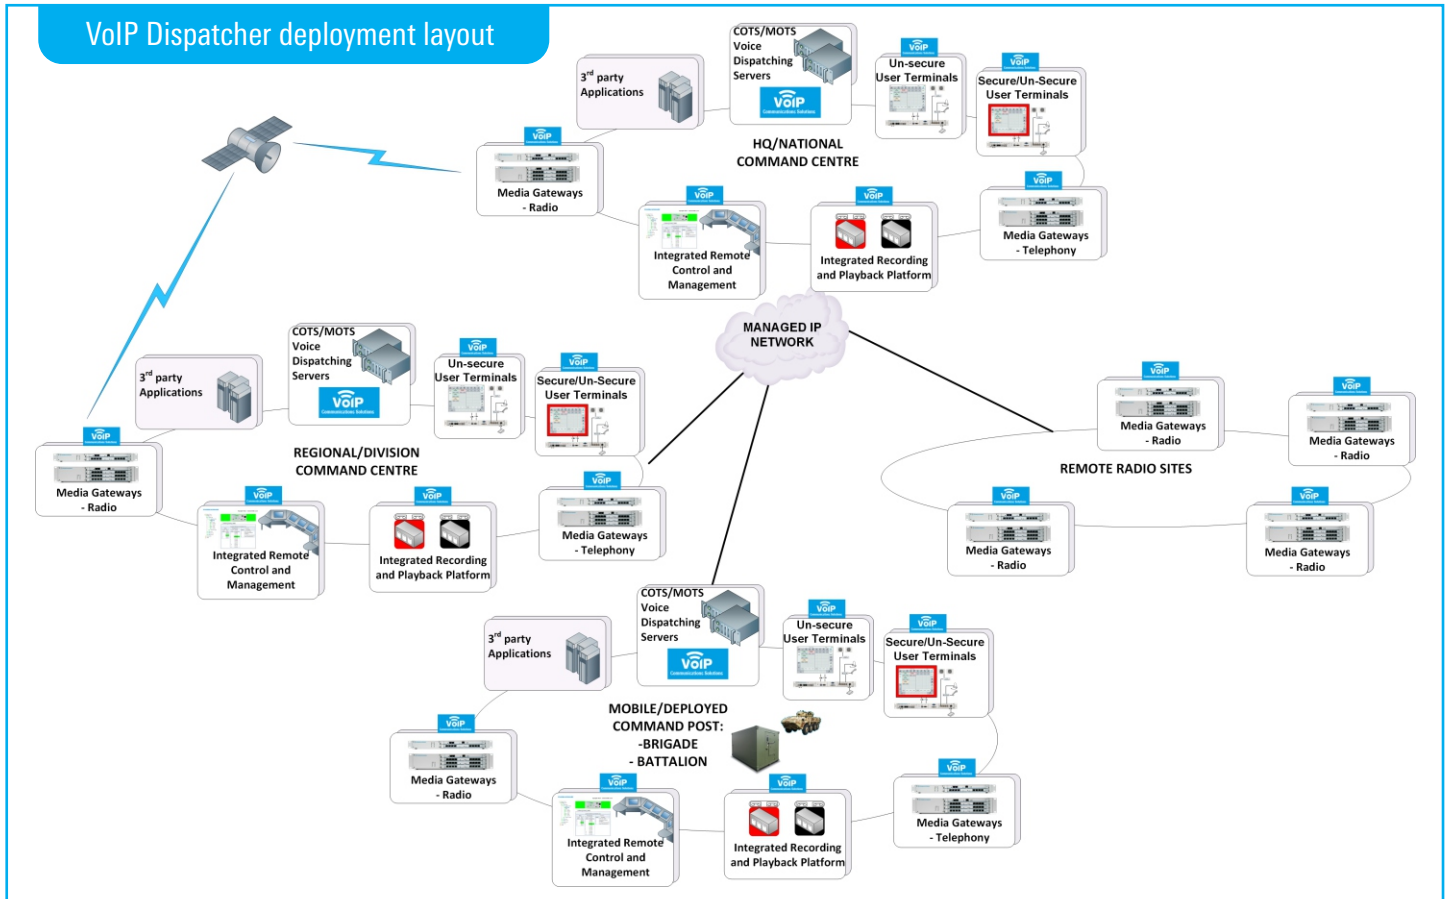 VoIP Dispatcher deployment layout
COTS/MOTS
Voice
Dispatching
Servers
VoIP
Communications Solutions
3rd party
Applications
VoIP
Un-secure
User Terminals
VoIP
Secure/Un-Secure
User Terminals
VoIP
Media Gateways
- Radio
HQ/NATIONAL
COMMAND CENTRE
VoIP
Integrated Remote
Control and
Management
VoIP
Integrated Recording
and Playback Platform
VoIP
Media Gateways
- Telephony
MANAGED IP
NETWORK
COTS/MOTS
Voice
Dispatching
Servers
VoIP
Communications Solutions
3rd party
Applications
VoIP
Un-secure
User Terminals
VoIP
Secure/Un-Secure
User Terminals
VoIP
Media Gateways
- Radio
REGIONAL/DIVISION
COMMAND CENTRE
VoIP
Integrated Remote
Control and
Management
VoIP
Integrated Recording
and Playback Platform
VoIP
Media Gateways
- Telephony
VoIP
Media Gateways
- Radio
VoIP
Media Gateways
- Radio
REMOTE RADIO SITES
VoIP
Media Gateways
- Radio
VoIP
Media Gateways
- Radio
COTS/MOTS
Voice
Dispatching
Servers
VoIP
Communications Solutions
3rd party
Applications
VoIP
Un-secure
User Terminals
VoIP
Secure/Un-Secure
User Terminals
VoIP
Media Gateways
- Radio
MOBILE/DEPLOYED
COMMAND POST:
-BRIGADE
- BATTALION
VoIP
Integrated Remote
Control and
Management
VoIP
Integrated Recording
and Playback Platform
VoIP
Media Gateways
- Telephony